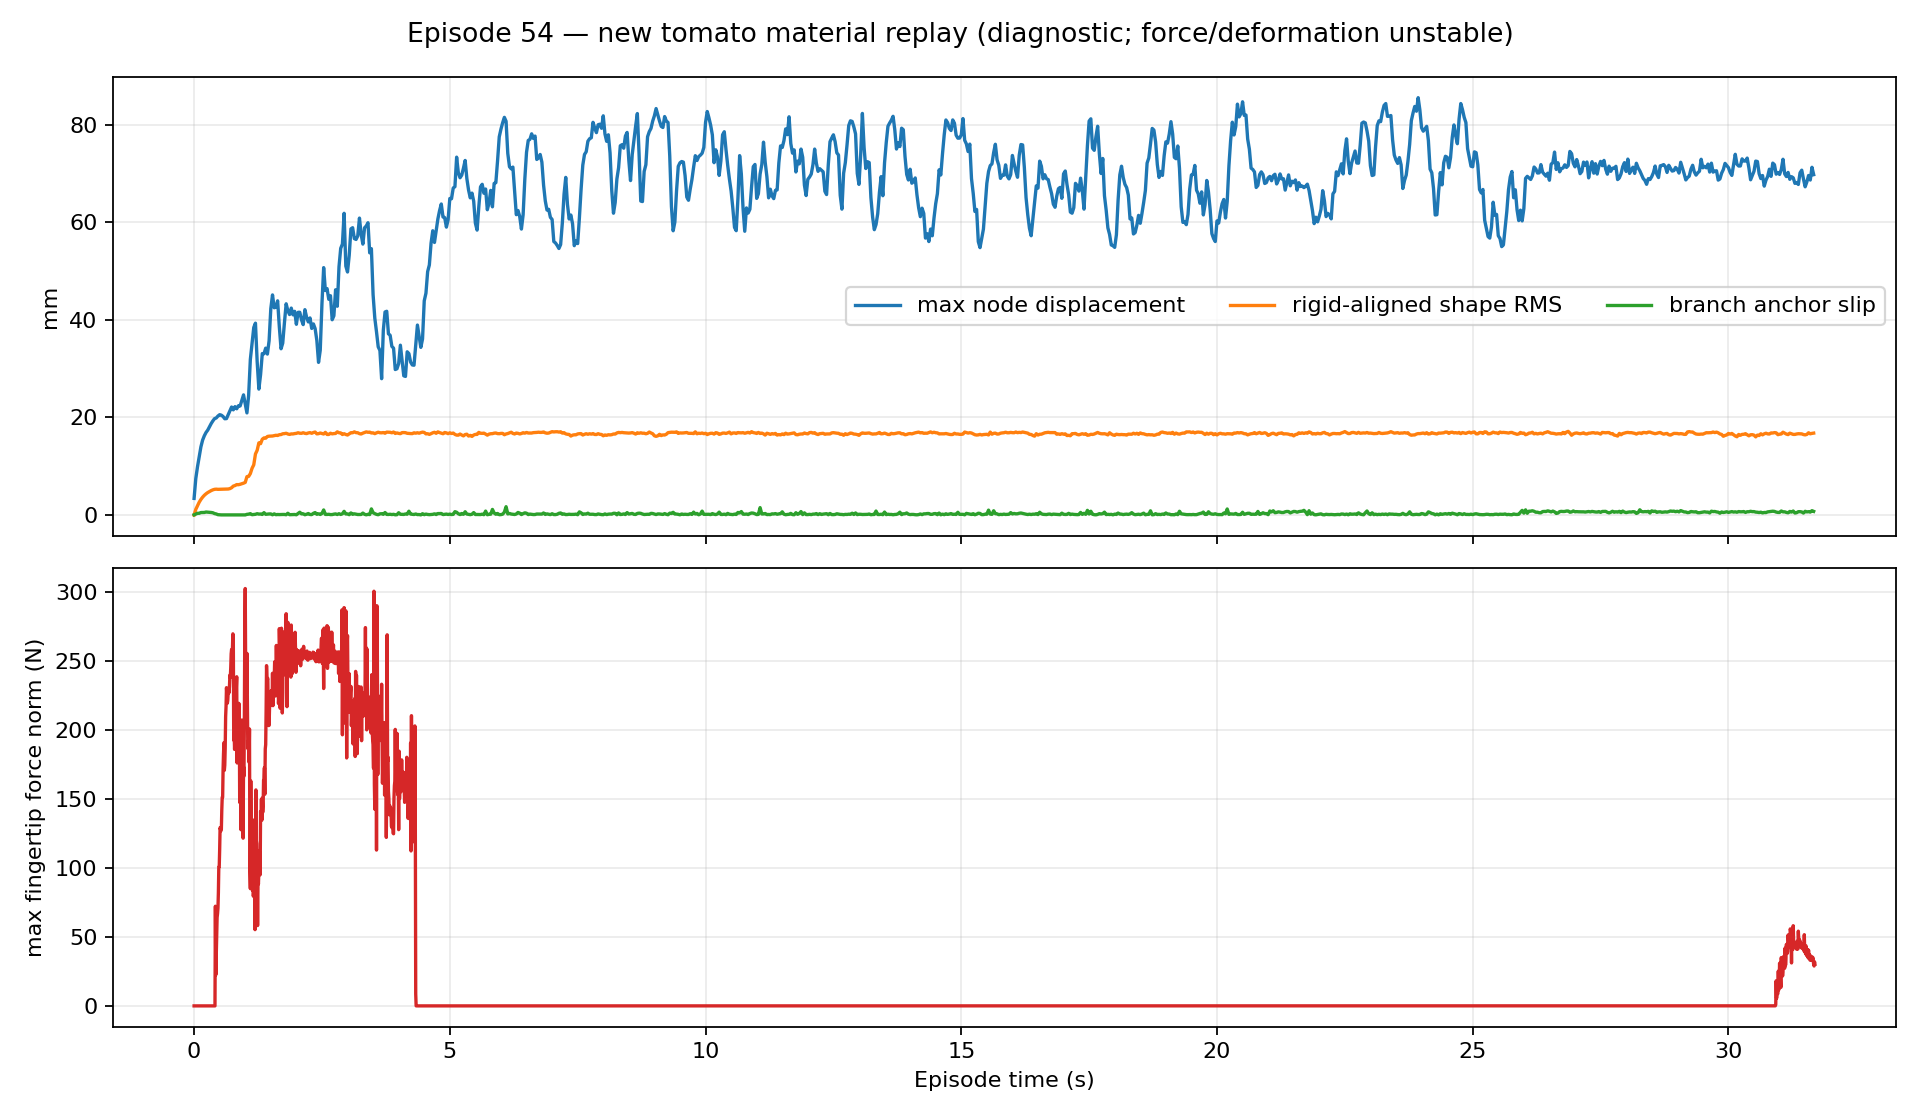 Episode 54 — new tomato material replay (diagnostic; force/deformation unstable)
80
60
40
20
0
mm
max node displacement
rigid-aligned shape RMS
branch anchor slip
300
250
200
150
100
50
0
max fingertip force norm (N)
0
5
10
15
20
25
30
Episode time (s)